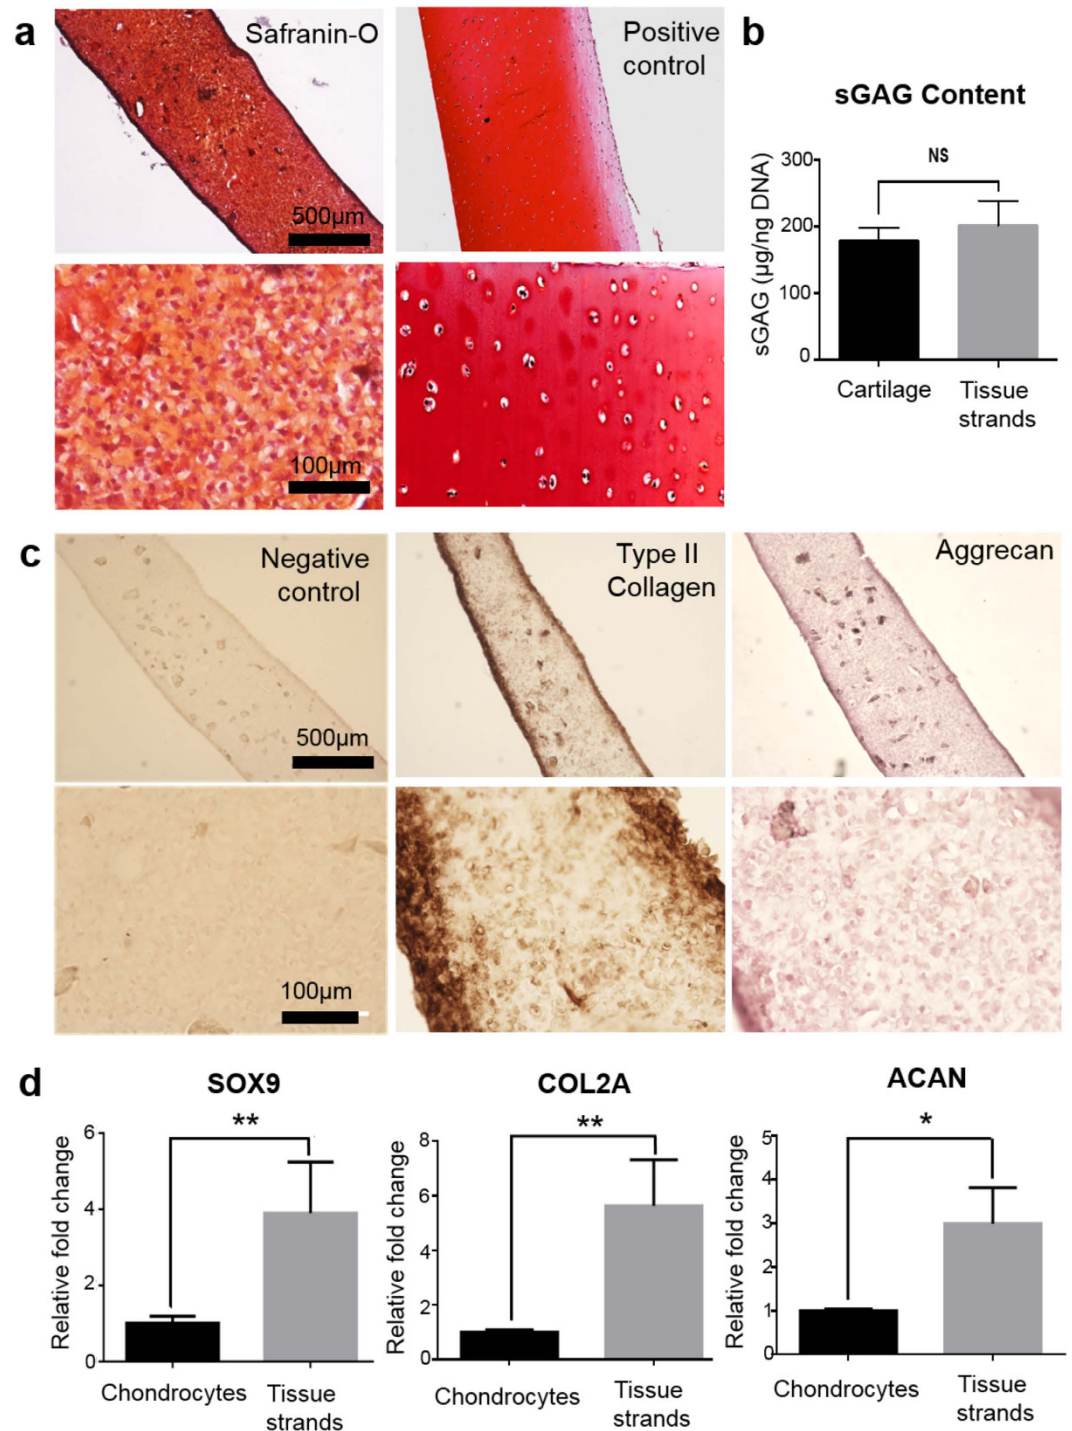 a
Safranin-O
Positive
control
500µm
100µm
b
sGAG Content
sGAG (µg/ng DNA)
300
200
100
0
NS
Cartilage
Tissue
strands
c
Negative
control
500µm
Type II
Collagen
Aggrecan
100µm
d
SOX9
Relative fold change
6
4
2
0
**
Chondrocytes
Tissue
strands
COL2A
Relative fold change
8
6
4
2
0
**
Chondrocytes
Tissue
strands
ACAN
Relative fold change
5
4
3
2
1
0
*
Chondrocytes
Tissue
strands